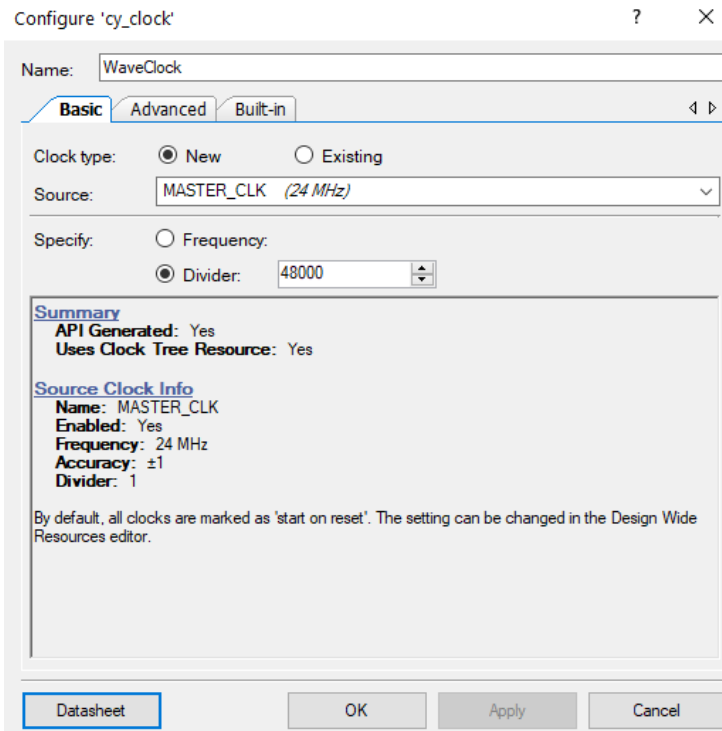 Configure 'cy_clock'
?
Name: WaveClock
Basic Advanced Built-in
Clock type: New Existing
Source: MASTER_CLK (24 MHz)
Specify: Frequency:
Divider: 48000
Summary
API Generated: Yes
Uses Clock Tree Resource: Yes
Source Clock Info
Name: MASTER_CLK
Enabled: Yes
Frequency: 24 MHz
Accuracy: ±1
Divider: 1
By default, all clocks are marked as 'start on reset'. The setting can be changed in the Design Wide
Resources editor.
Datasheet OK Apply Cancel